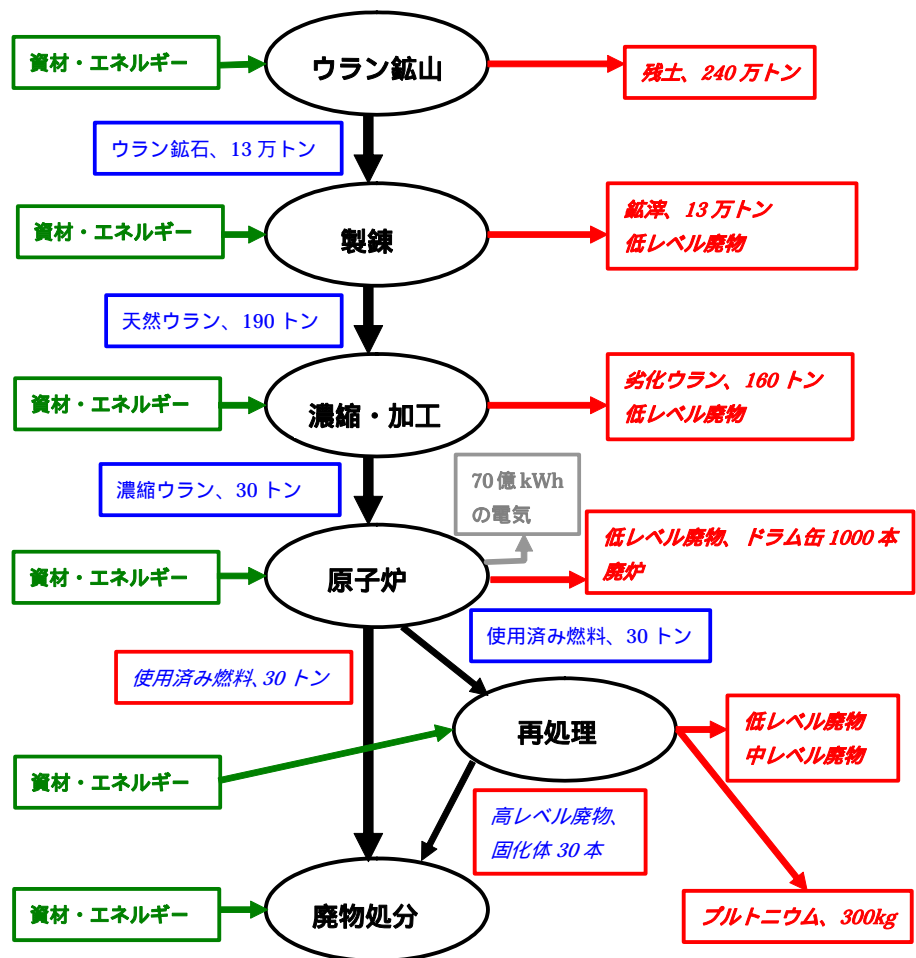 資材・エネルギー
ウラン鉱山
残土、240万トン
ウラン鉱石、13万トン
資材・エネルギー
製錬
鉱滓、13万トン
低レベル廃物
天然ウラン、190トン
資材・エネルギー
濃縮・加工
劣化ウラン、160トン
低レベル廃物
濃縮ウラン、30トン
70億kWh
の電気
資材・エネルギー
原子炉
低レベル廃物、ドラム缶1000本
廃炉
使用済み燃料、30トン
使用済み燃料、30トン
再処理
低レベル廃物
中レベル廃物
資材・エネルギー
高レベル廃物、
固化体30本
資材・エネルギー
廃物処分
プルトニウム、300kg